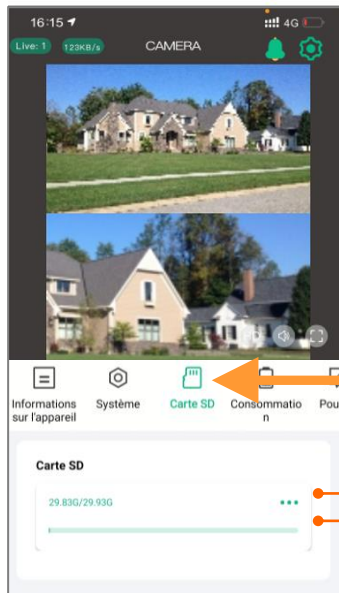 16:15
4G
Live: 1
123KB/s
CAMERA
Informations
sur l'appareil
Système
Carte SD
Consommatio
n
Carte SD
29.83G/29.93G